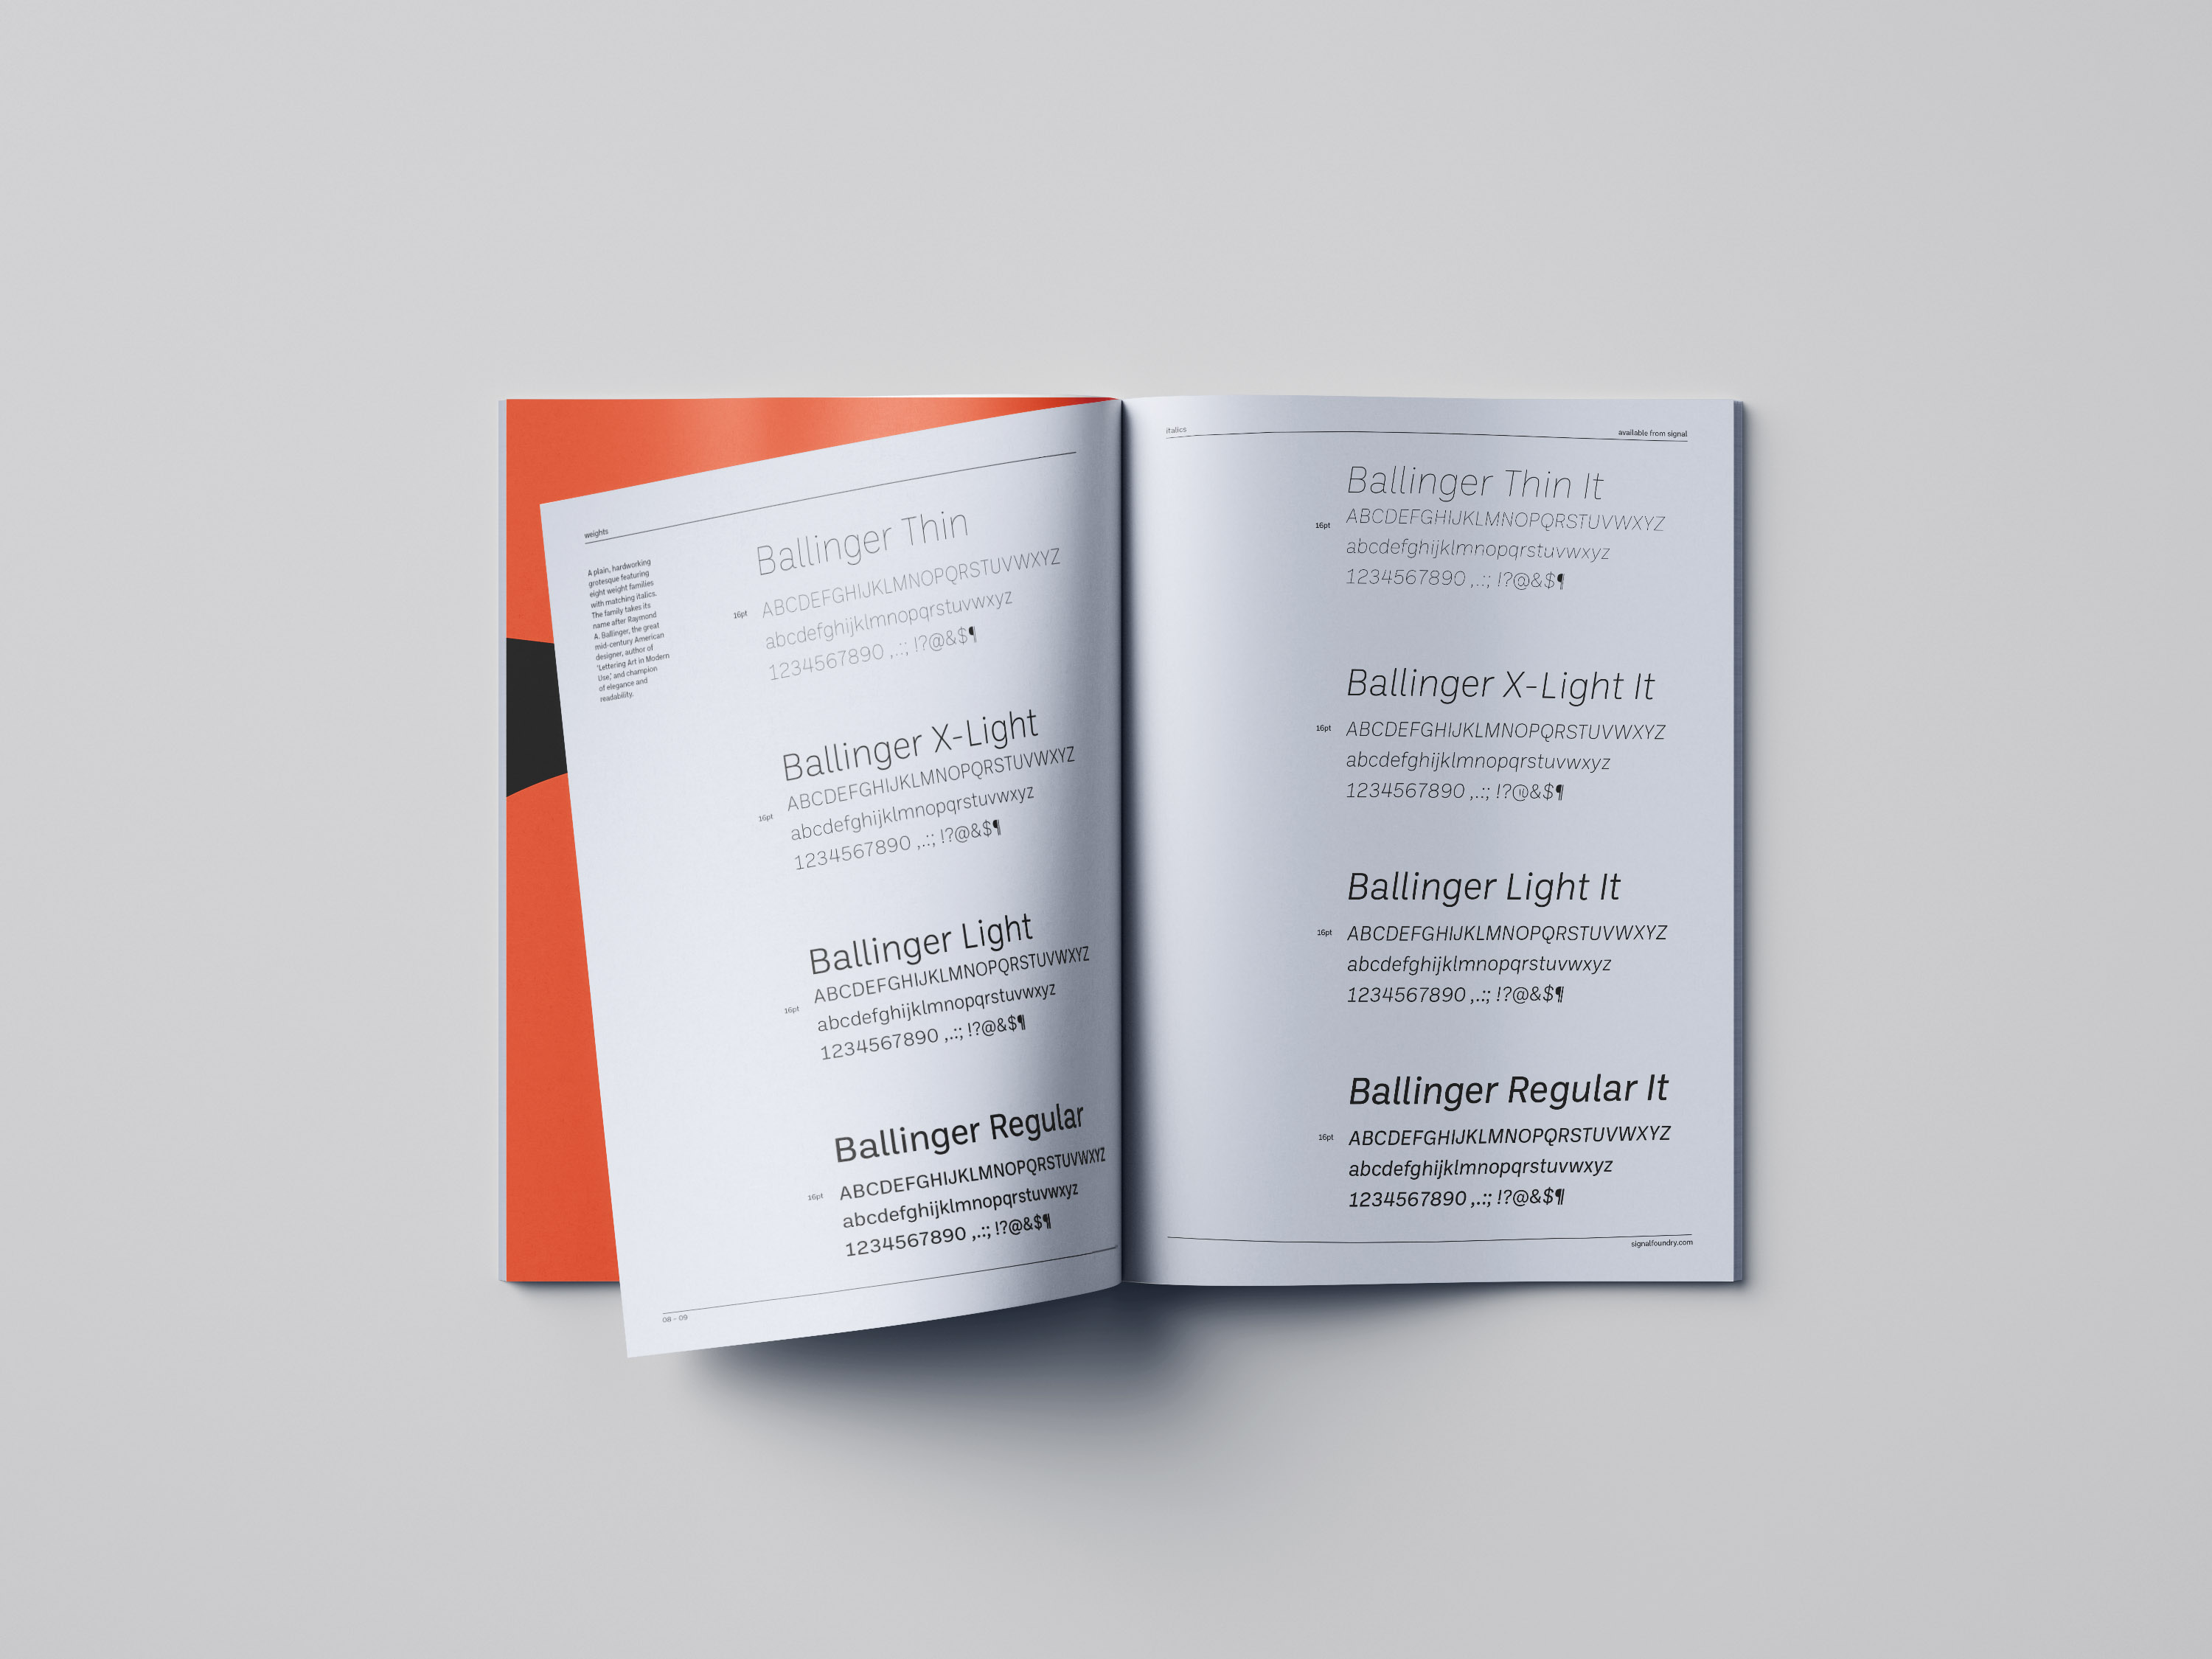 weights
A plain, hardworking
grotesque featuring
eight weight families
with matching italics.
The family takes its
name after Raymond
A. Ballinger, the great
mid-century American
designer, author of
'Lettering Art in Modern
Use,' and champion
of elegance and
readability.
Ballinger Thin
16pt
ABCDEFGHIJKLMNOPQRSTUVWXYZ
abcdefghijklmnopqrstuvwxyz
1234567890 ,.:; !?@&$¶
Ballinger X-Light
16pt
ABCDEFGHIJKLMNOPQRSTUVWXYZ
abcdefghijklmnopqrstuvwxyz
1234567890 ,.:; !?@&$¶
Ballinger Light
16pt
ABCDEFGHIJKLMNOPQRSTUVWXYZ
abcdefghijklmnopqrstuvwxyz
1234567890 ,.:; !?@&$¶
Ballinger Regular
16pt
ABCDEFGHIJKLMNOPQRSTUVWXYZ
abcdefghijklmnopqrstuvwxyz
1234567890 ,.:; !?@&$¶
08 – 09
italics
available from signal
Ballinger Thin It
16pt
ABCDEFGHIJKLMNOPQRSTUVWXYZ
abcdefghijklmnopqrstuvwxyz
1234567890 ,.:; !?@&$¶
Ballinger X-Light It
16pt
ABCDEFGHIJKLMNOPQRSTUVWXYZ
abcdefghijklmnopqrstuvwxyz
1234567890 ,.:; !?@&$¶
Ballinger Light It
16pt
ABCDEFGHIJKLMNOPQRSTUVWXYZ
abcdefghijklmnopqrstuvwxyz
1234567890 ,.:; !?@&$¶
Ballinger Regular It
16pt
ABCDEFGHIJKLMNOPQRSTUVWXYZ
abcdefghijklmnopqrstuvwxyz
1234567890 ,.:; !?@&$¶
signalfoundry.com